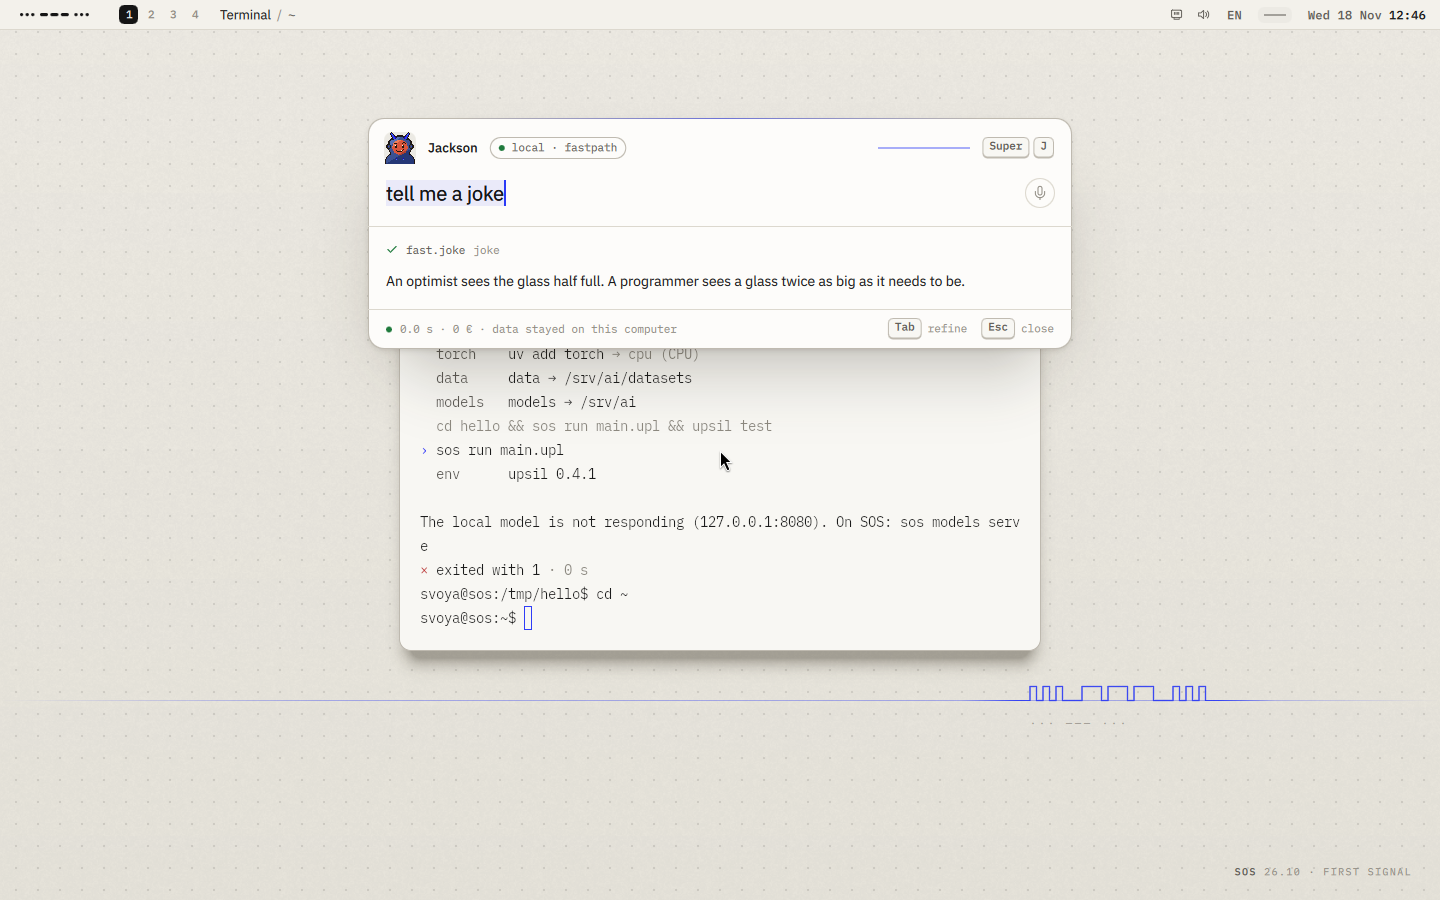 1 2 3 4 Terminal / ~ EN Wed 18 Nov 12:46
Jackson local · fastpath Super J
tell me a joke
fast.joke joke
An optimist sees the glass half full. A programmer sees a glass twice as big as it needs to be.
0.0 s · 0 € · data stayed on this computer Tab refine Esc close
torch uv add torch → cpu (CPU)
data data → /srv/ai/datasets
models models → /srv/ai
cd hello && sos run main.upl && upsil test
› sos run main.upl
env upsil 0.4.1
The local model is not responding (127.0.0.1:8080). On SOS: sos models serv
e
× exited with 1 · 0 s
svoya@sos:/tmp/hello$ cd ~
svoya@sos:~$
··· −−− ···
SOS 26.10 · FIRST SIGNAL